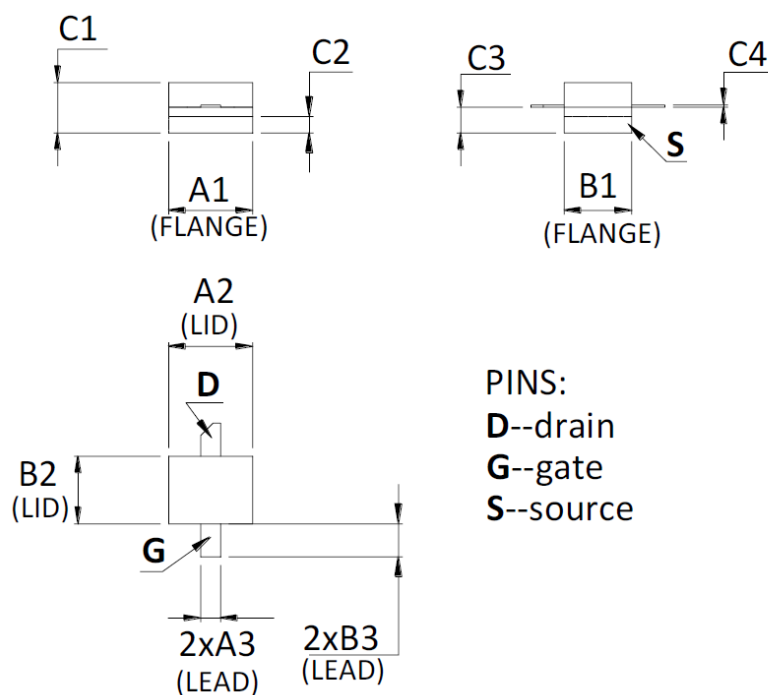 C1
C2
A1
(FLANGE)
C3
C4
S
B1
(FLANGE)
A2
(LID)
D
B2
(LID)
G
2xA3
(LEAD)
2xB3
(LEAD)
PINS:
D--drain
G--gate
S--source